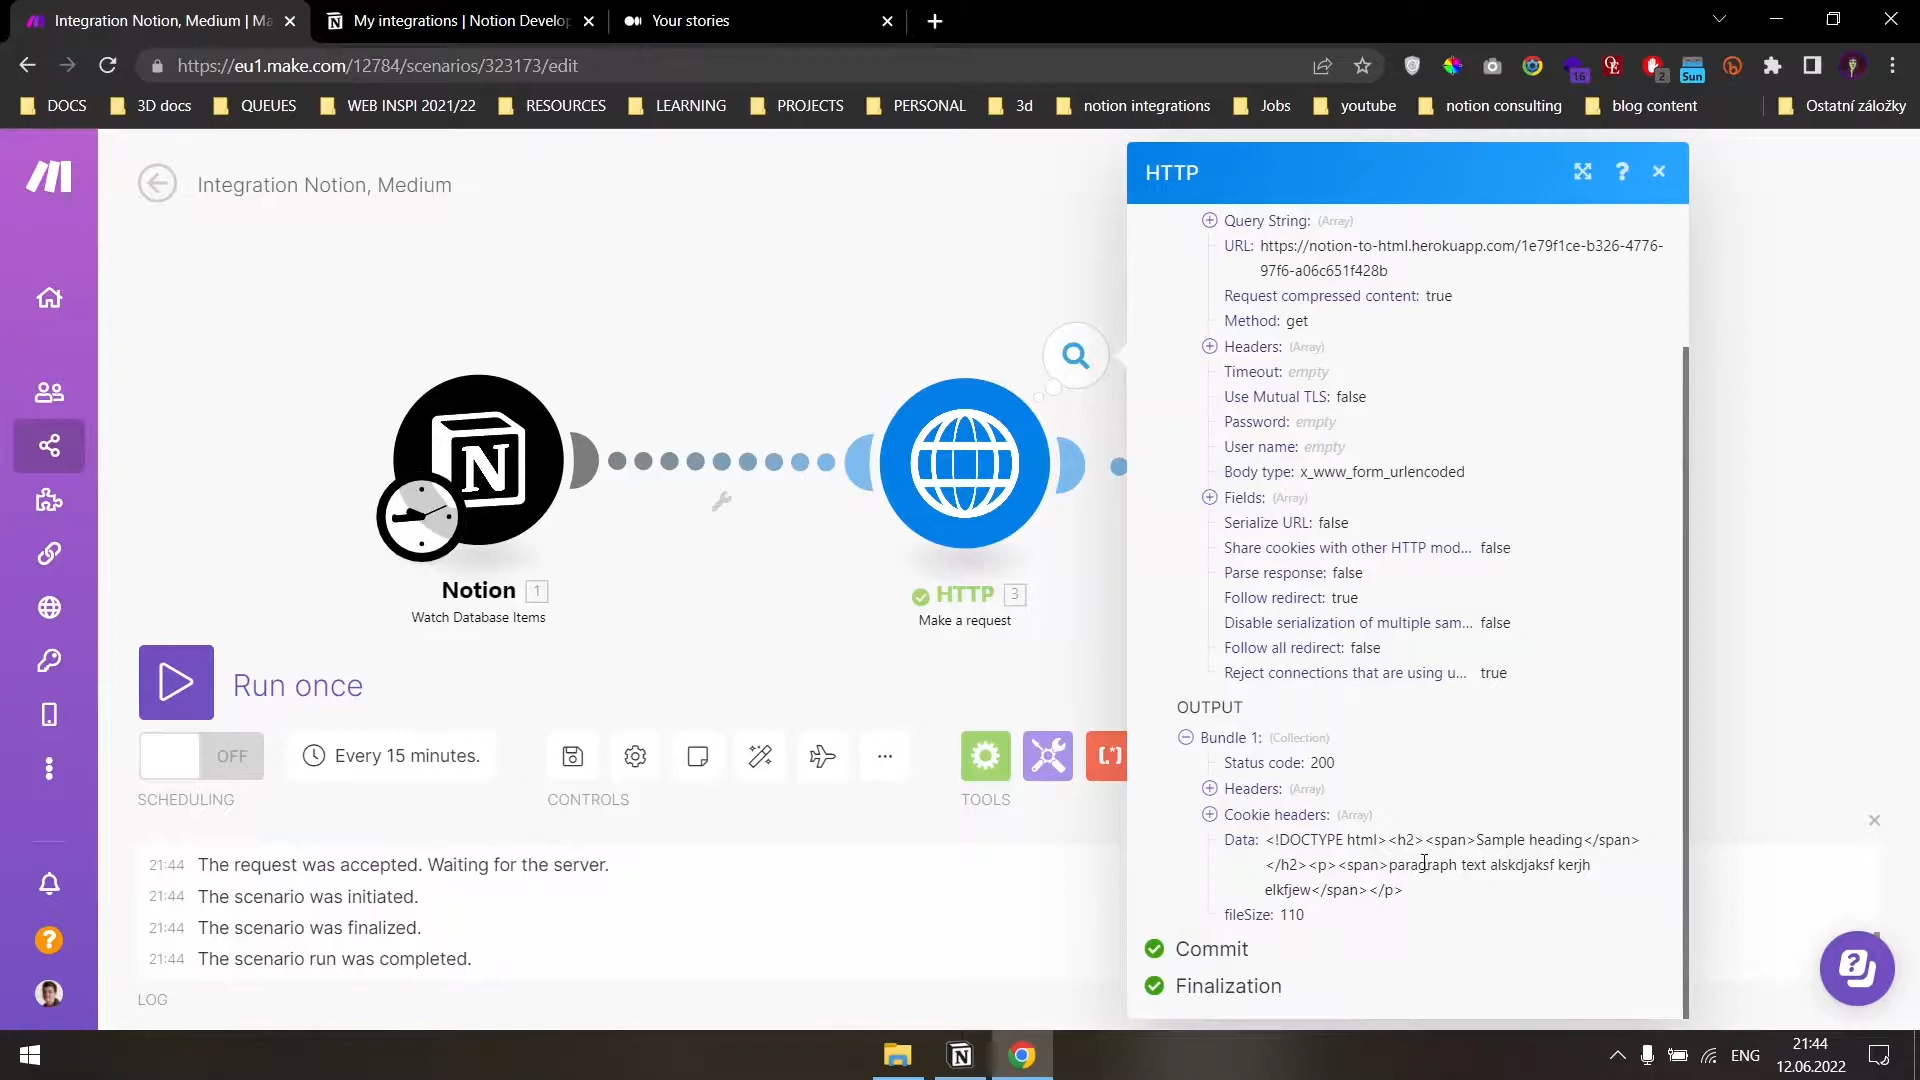 Integration Notion, Medium | Ma
My integrations | Notion Develop
Your stories
https://eu1.make.com/12784/scenarios/323173/edit
16
2
Sun
DOCS
3D docs
QUEUES
WEB INSPI 2021/22
RESOURCES
LEARNING
PROJECTS
PERSONAL
3d
notion integrations
Jobs
youtube
notion consulting
blog content
Ostatní záložky
Integration Notion, Medium
HTTP
?
Query String: (Array)
URL: https://notion-to-html.herokuapp.com/1e79f1ce-b326-4776-
97f6-a06c651f428b
Request compressed content: true
Method: get
Headers: (Array)
Timeout: empty
Use Mutual TLS: false
Password: empty
User name: empty
Body type: x_www_form_urlencoded
Fields: (Array)
Serialize URL: false
Share cookies with other HTTP mod... false
Parse response: false
Follow redirect: true
Disable serialization of multiple sam... false
Follow all redirect: false
Reject connections that are using u... true
OUTPUT
Bundle 1: (Collection)
Status code: 200
Headers: (Array)
Cookie headers: (Array)
Data: <!DOCTYPE html><h2><span>Sample heading</span>
</h2><p><span>paragraph text alskdjaksf kerjh
elkfjew</span></p>
fileSize: 110
Commit
Finalization
N
Notion 1
Watch Database Items
HTTP 3
Make a request
Run once
OFF
Every 15 minutes.
SCHEDULING
CONTROLS
TOOLS
[.*]
21:44 The request was accepted. Waiting for the server.
21:44 The scenario was initiated.
21:44 The scenario was finalized.
21:44 The scenario run was completed.
LOG
?
?
ENG
21:44
12.06.2022